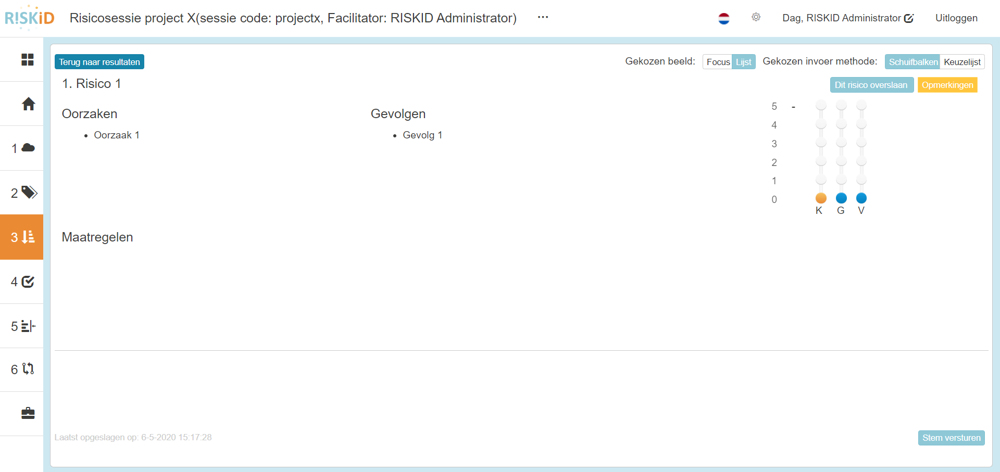 R!SKiD
Risicosessie project X(sessie code: projectx, Facilitator: RISKID Administrator) ...
Dag, RISKID Administrator
Uitloggen
Terug naar resultaten
Gekozen beeld: Focus Lijst Gekozen invoer methode: Schuifbalken Keuzelijst
1. Risico 1
Dit risico overslaan Opmerkingen
Oorzaken
• Oorzaak 1
Gevolgen
• Gevolg 1
5 -
4
3
2
1
0
K G V
Maatregelen
1
2
3
4
5
6
Laatst opgeslagen op: 6-5-2020 15:17:28
Stem versturen